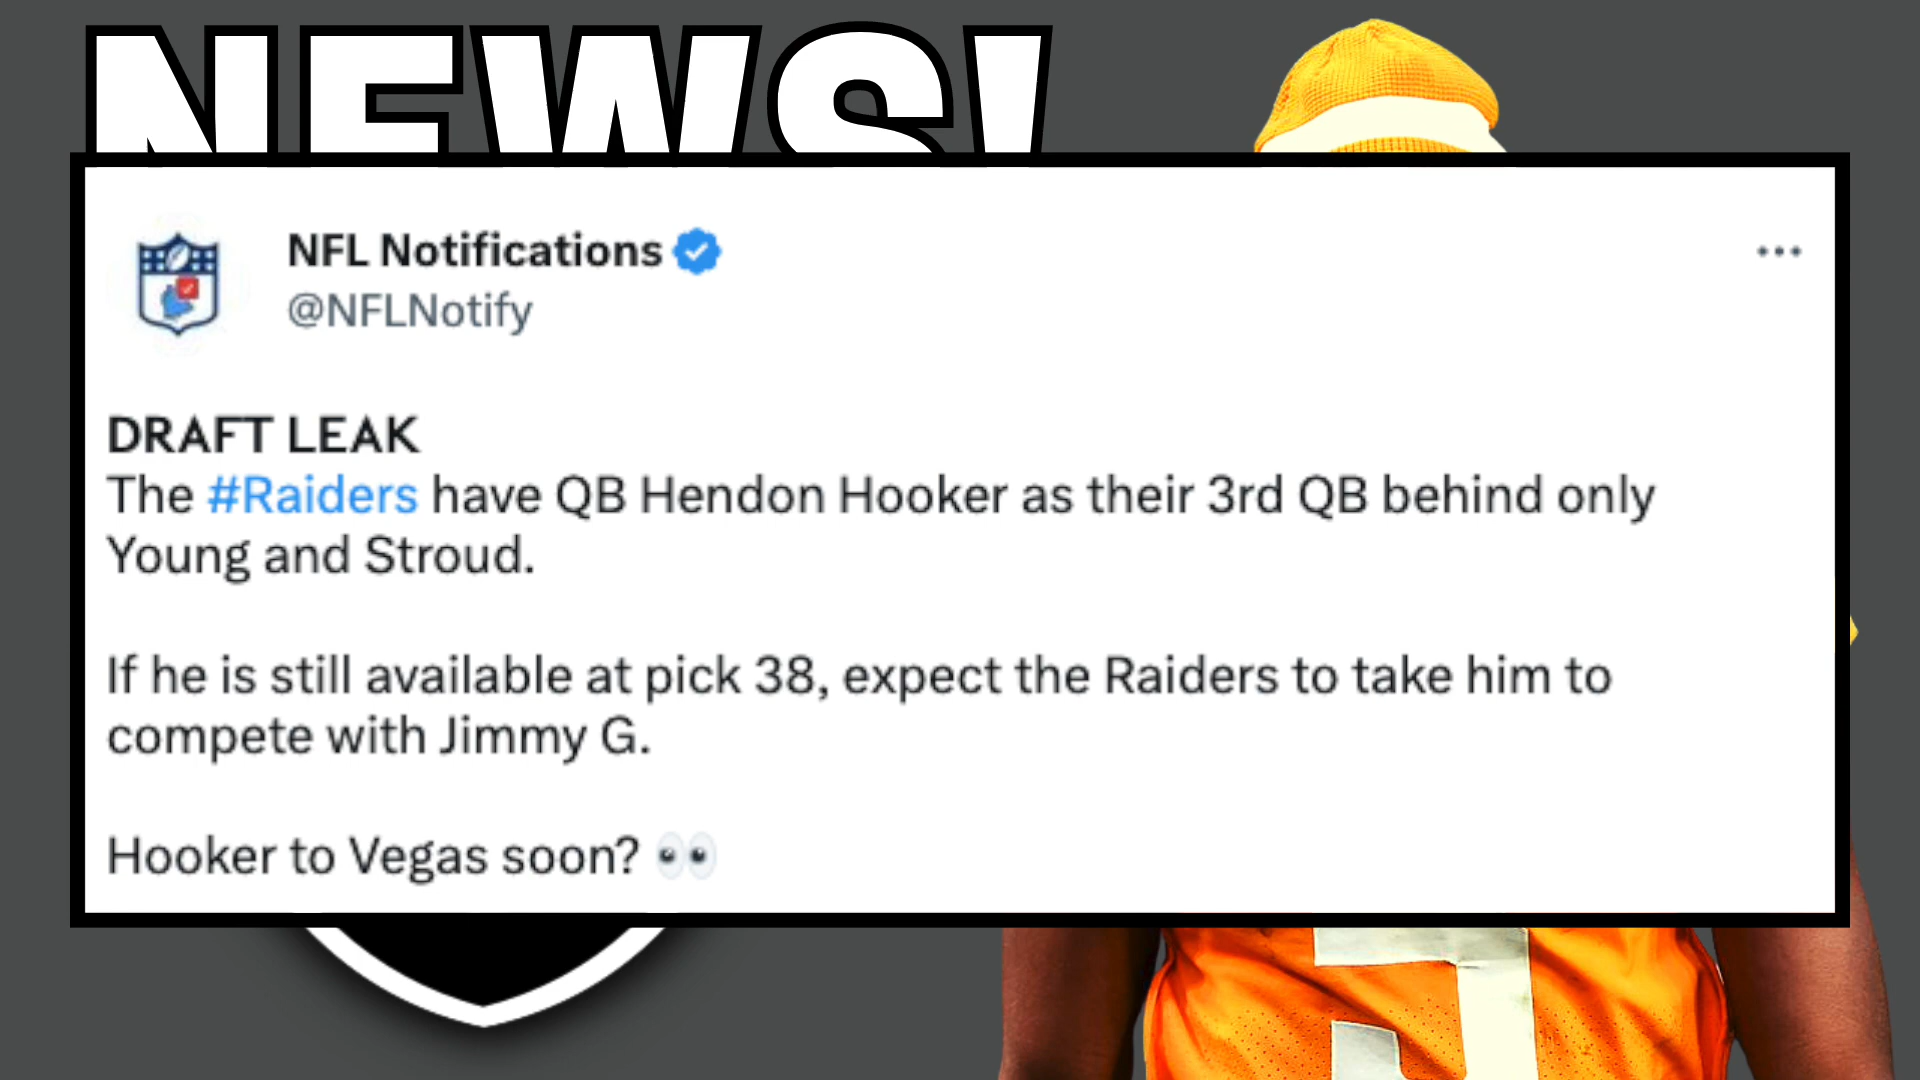 NEWS!
NFL Notifications
@NFLNotify
DRAFT LEAK
The #Raiders have QB Hendon Hooker as their 3rd QB behind only
Young and Stroud.
If he is still available at pick 38, expect the Raiders to take him to
compete with Jimmy G.
Hooker to Vegas soon? 👀